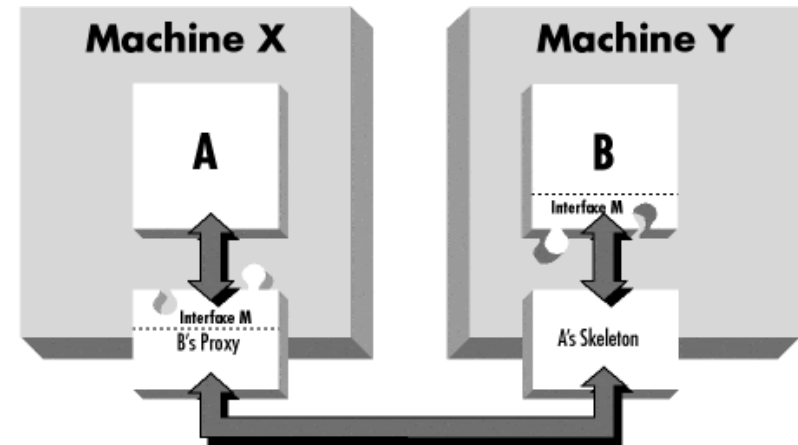 Machine X
A
Interface M
B's Proxy
Machine Y
B
Interface M
A's Skeleton